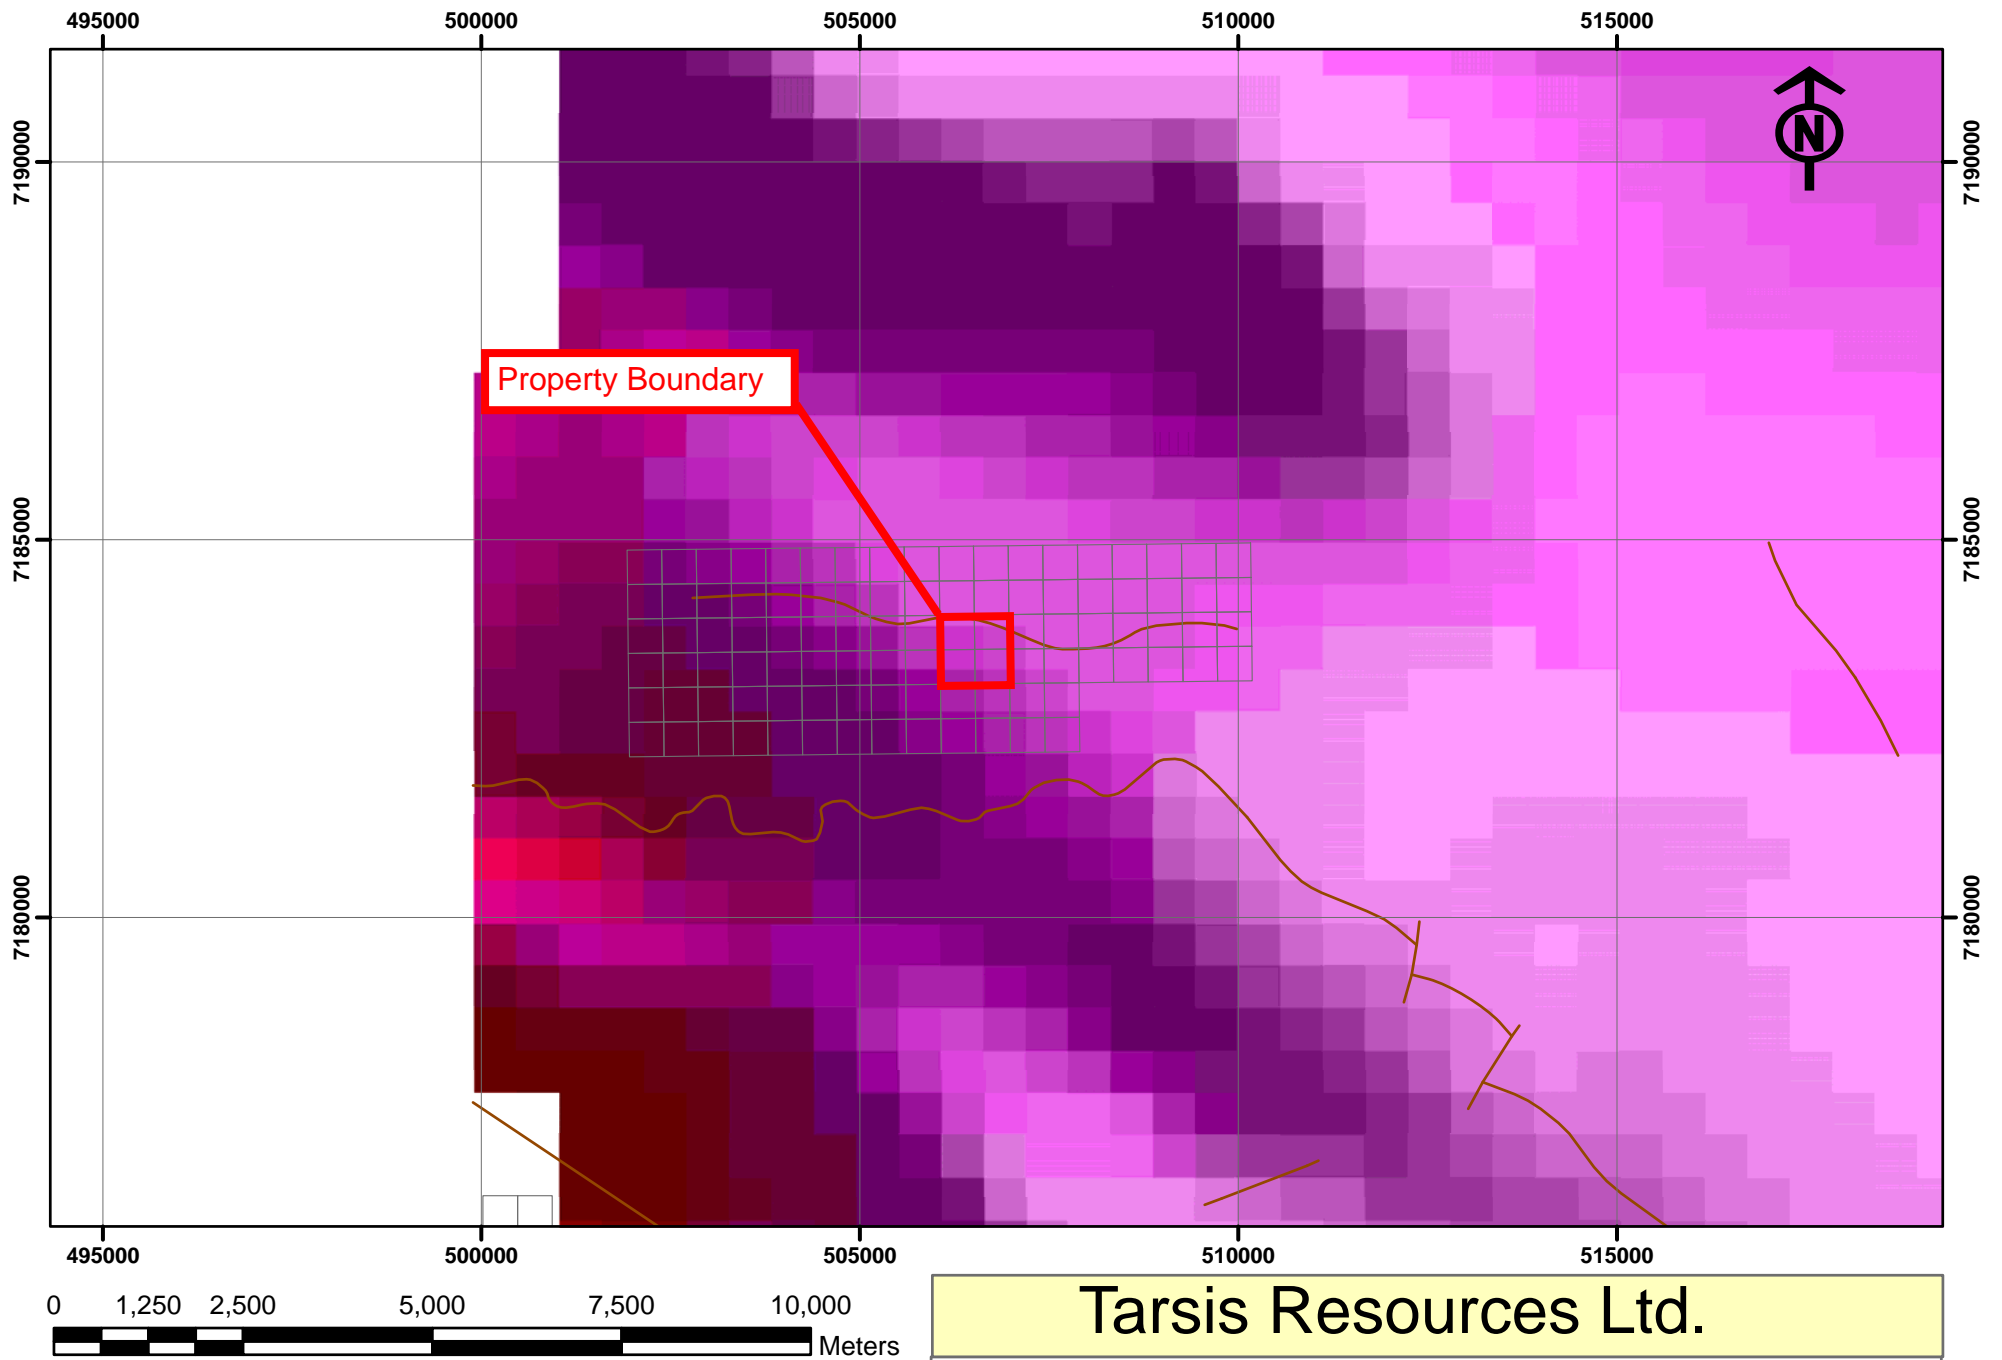 495000 500000 505000 510000 515000
7190000 7190000
N
Property Boundary
7185000 7185000
7180000 7180000
495000 500000 505000 510000 515000
0 1,250 2,500 5,000 7,500 10,000
Meters
Tarsis Resources Ltd.